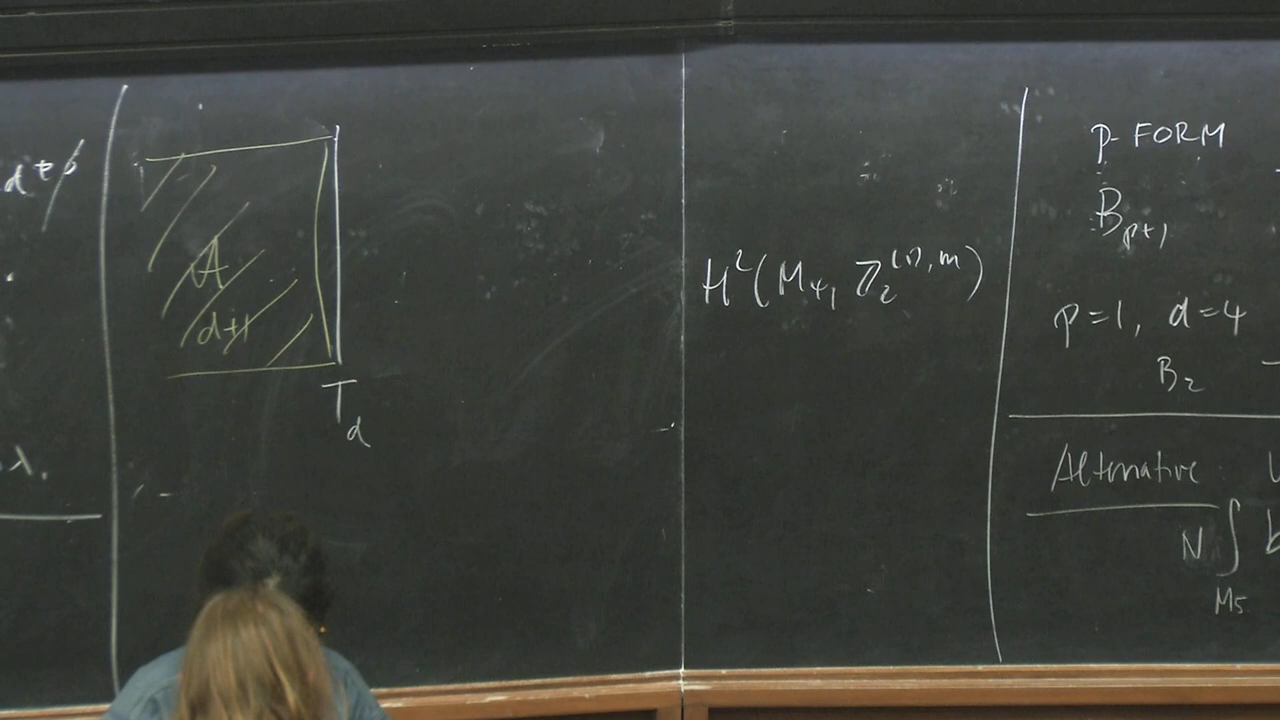 d+p
λ.
A
d+1
T_d
H^2(M_4, ℤ_2^{(1), m})
p-FORM
B_{p+1}
p=1, d=4
B_2
Alternative
N ∫_{M_5} b